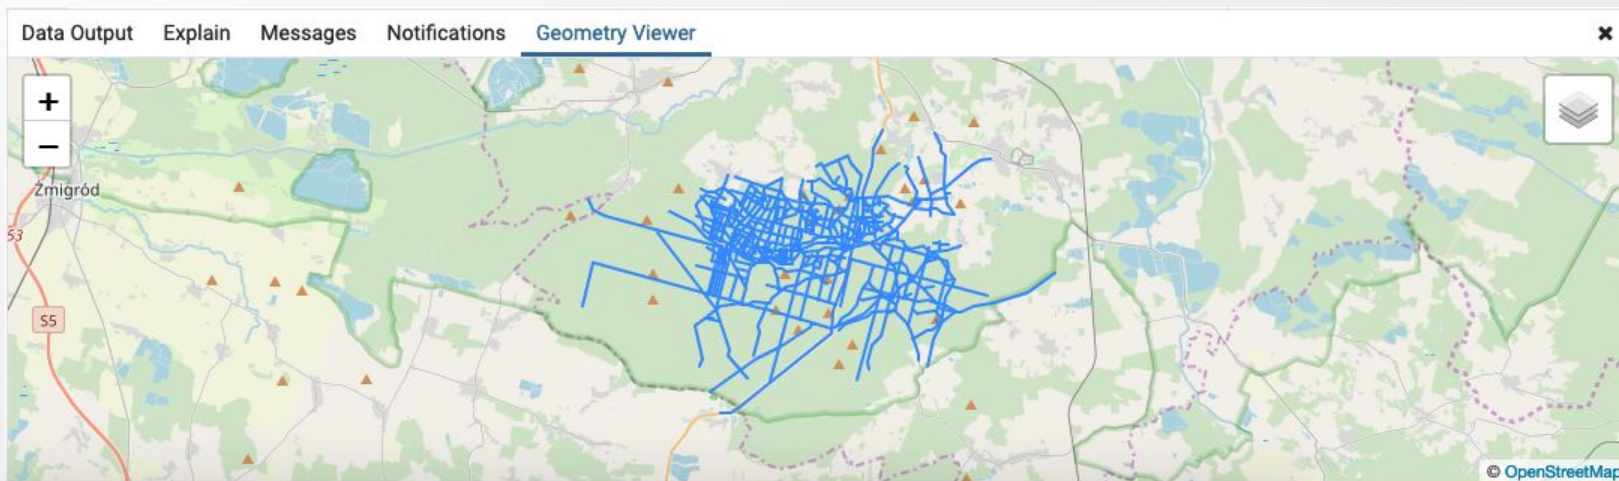 Data Output Explain Messages Notifications Geometry Viewer ✖
+
−
Żmigród
53
S5
© OpenStreetMap